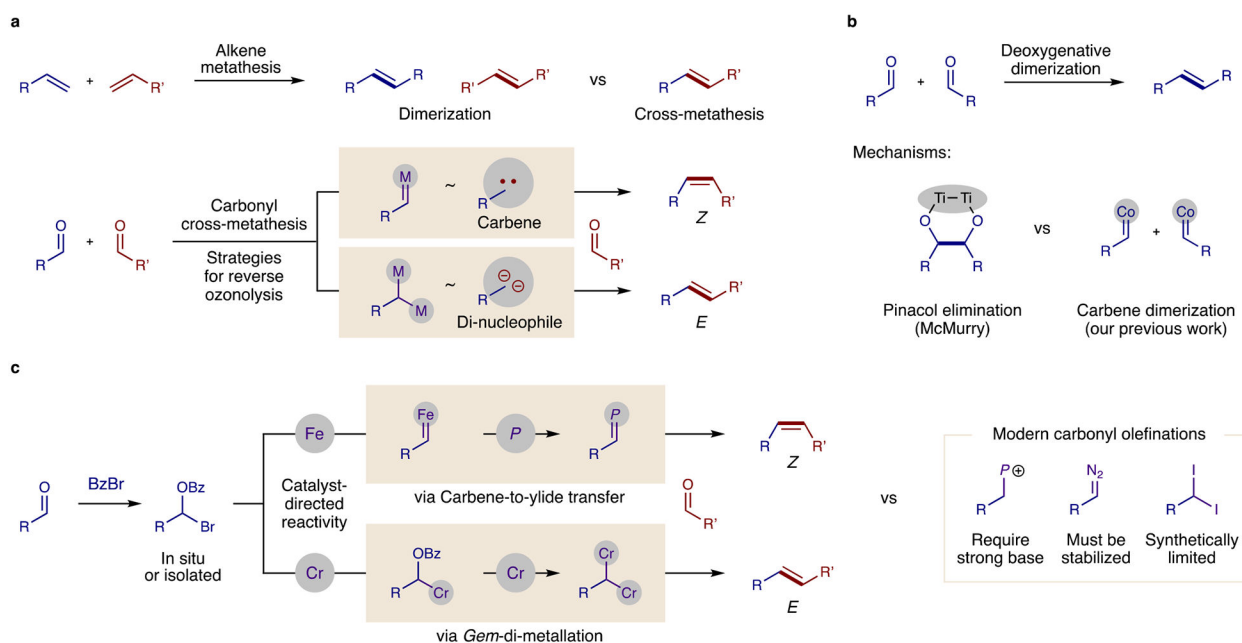 a
Alkene
metathesis
R + R'
R R
R' R'
vs
R R'
Dimerization
Cross-metathesis
O O
R + R'
Carbonyl
cross-metathesis
Strategies
for reverse
ozonolysis
M
R
~
R
Carbene
M
R M
~
R − −
Di-nucleophile
O
R'
R R'
Z
R R'
E
b
O O
R + R
Deoxygenative
dimerization
R R
Mechanisms:
Ti–Ti
O O
R R
vs
Co Co
R + R
Pinacol elimination
(McMurry)
Carbene dimerization
(our previous work)
c
O
R
BzBr
OBz
R Br
In situ
or isolated
Fe
Catalyst-
directed
reactivity
Cr
Fe
R
P
P
R
via Carbene-to-ylide transfer
OBz
R Cr
Cr
Cr
R Cr
via Gem-di-metallation
O
R'
R R'
Z
R R'
E
vs
Modern carbonyl olefinations
P +
R
N2
R
I
R I
Require
strong base
Must be
stabilized
Synthetically
limited